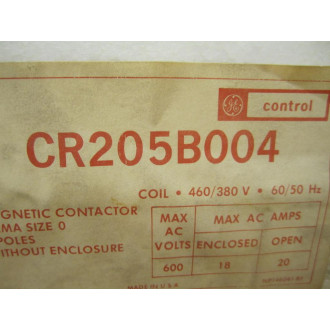 GE control
CR205B004
COIL • 460/380 V • 60/50 Hz
GNETIC CONTACTOR
MA SIZE 0
POLES
WITHOUT ENCLOSURE
MAX AC VOLTS
MAX AC AMPS
ENCLOSED OPEN
600 18 20
MADE IN U S A